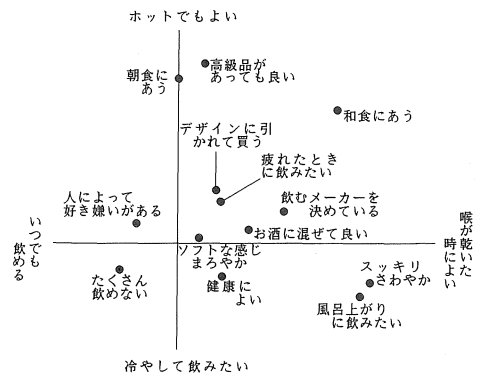 ホットでもよい
朝食に
あう
高級品が
あっても良い
和食にあう
デザインに引
かれて買う
疲れたとき
に飲みたい
人によって
好き嫌いがある
飲むメーカーを
決めている
お酒に混ぜて良い
いつでも
飲める
喉が乾いた
時によい
ソフトな感じ
まろやか
たくさん
飲めない
健康に
よい
スッキリ
さわやか
風呂上がり
に飲みたい
冷やして飲みたい